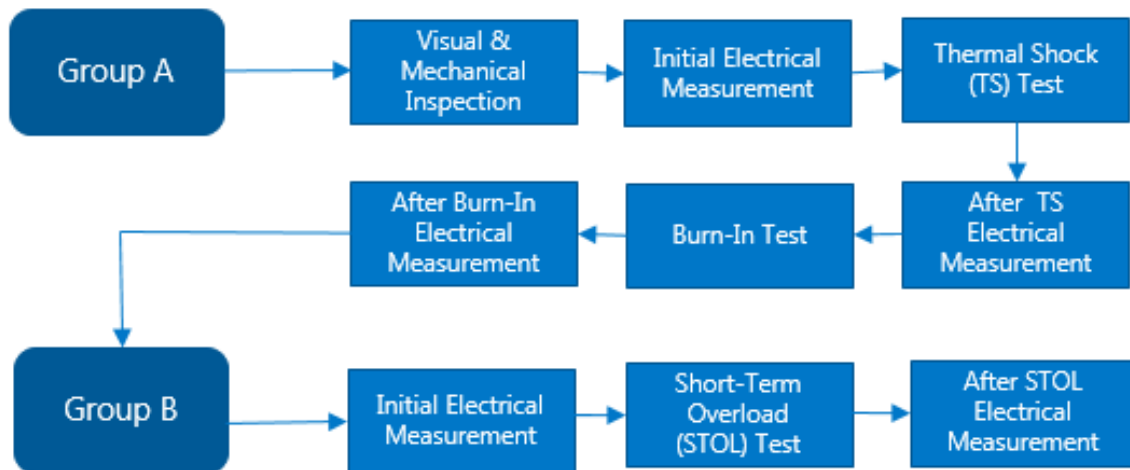 Group A
Visual &
Mechanical
Inspection
Initial Electrical
Measurement
Thermal Shock
(TS) Test
After TS
Electrical
Measurement
Burn-In Test
After Burn-In
Electrical
Measurement
Group B
Initial Electrical
Measurement
Short-Term
Overload
(STOL) Test
After STOL
Electrical
Measurement